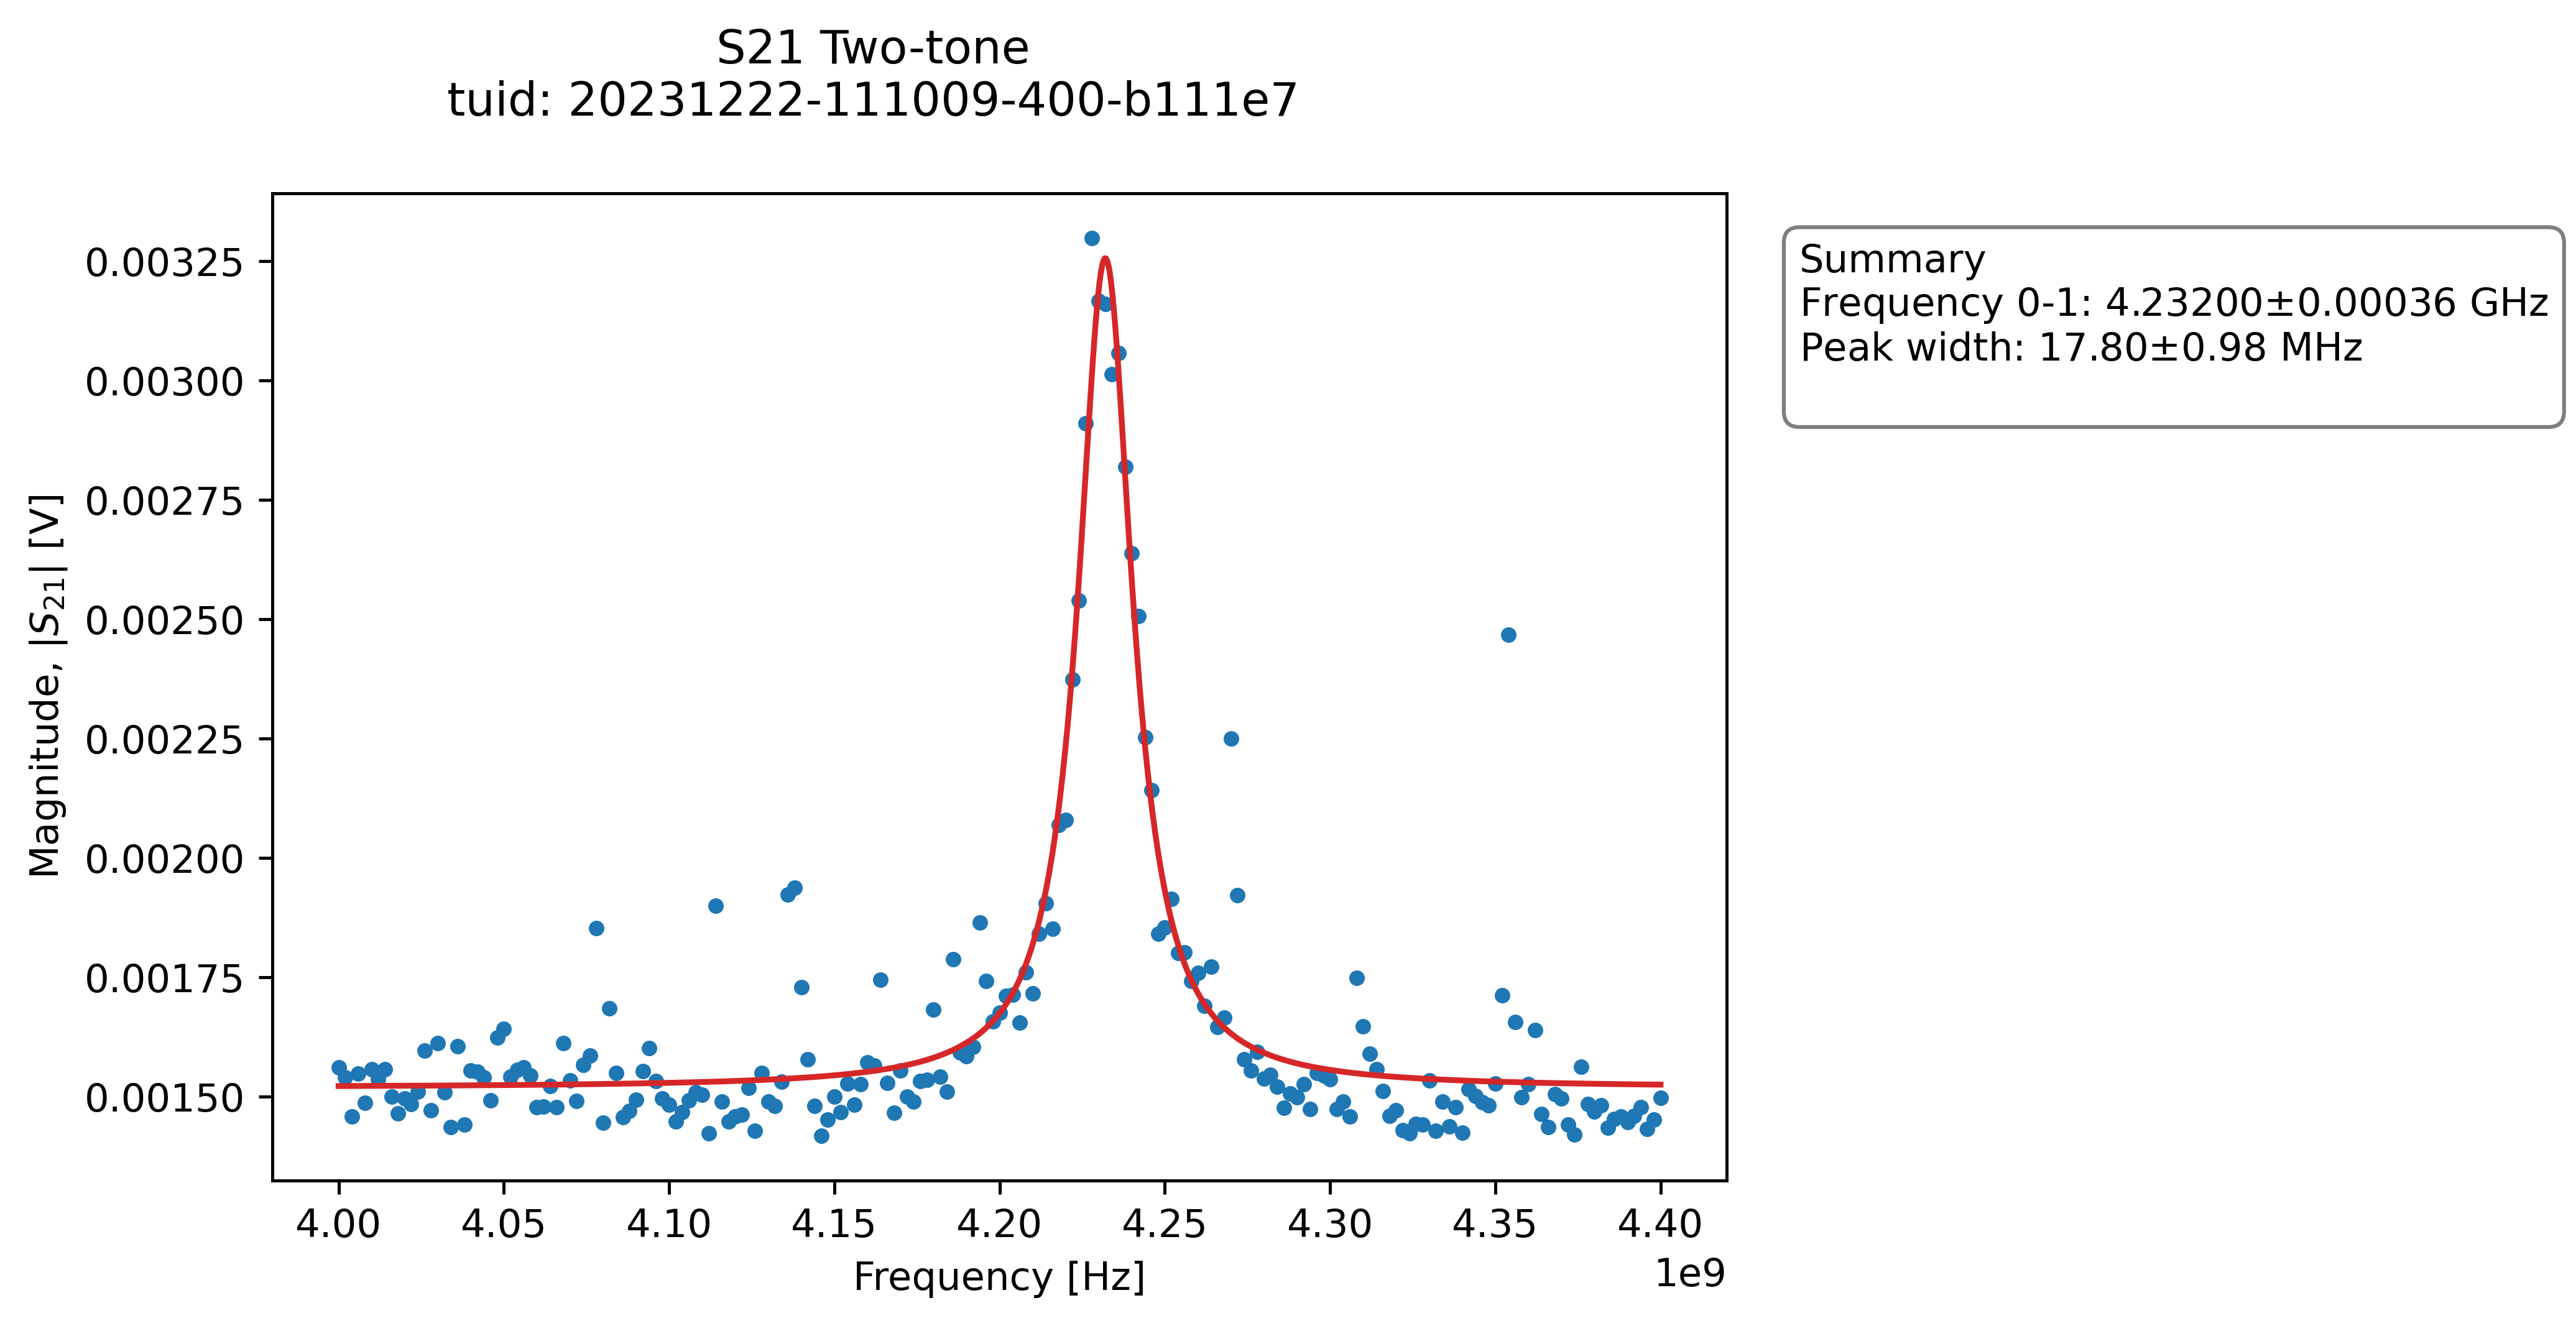 S21 Two-tone
tuid: 20231222-111009-400-b111e7
Summary
Frequency 0-1: 4.23200±0.00036 GHz
Peak width: 17.80±0.98 MHz
Magnitude, |S₂₁| [V]
0.00325
0.00300
0.00275
0.00250
0.00225
0.00200
0.00175
0.00150
4.00 4.05 4.10 4.15 4.20 4.25 4.30 4.35 4.40
Frequency [Hz]
1e9